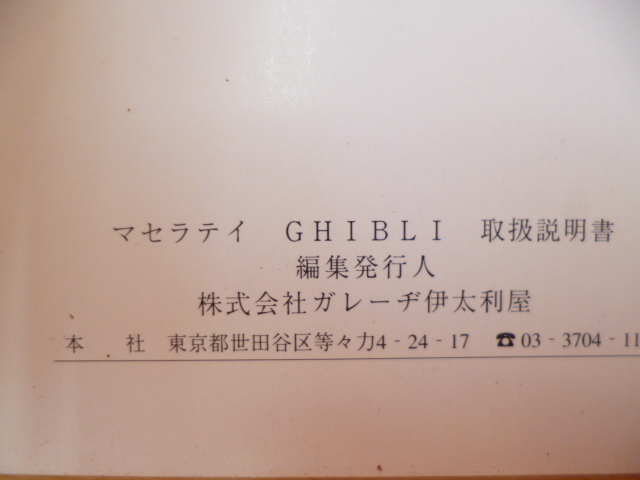 マセラテイ　GHIBLI　取扱説明書
編集発行人
株式会社ガレーヂ伊太利屋
本　社　東京都世田谷区等々力4‐24‐17　☎03‐3704‐11